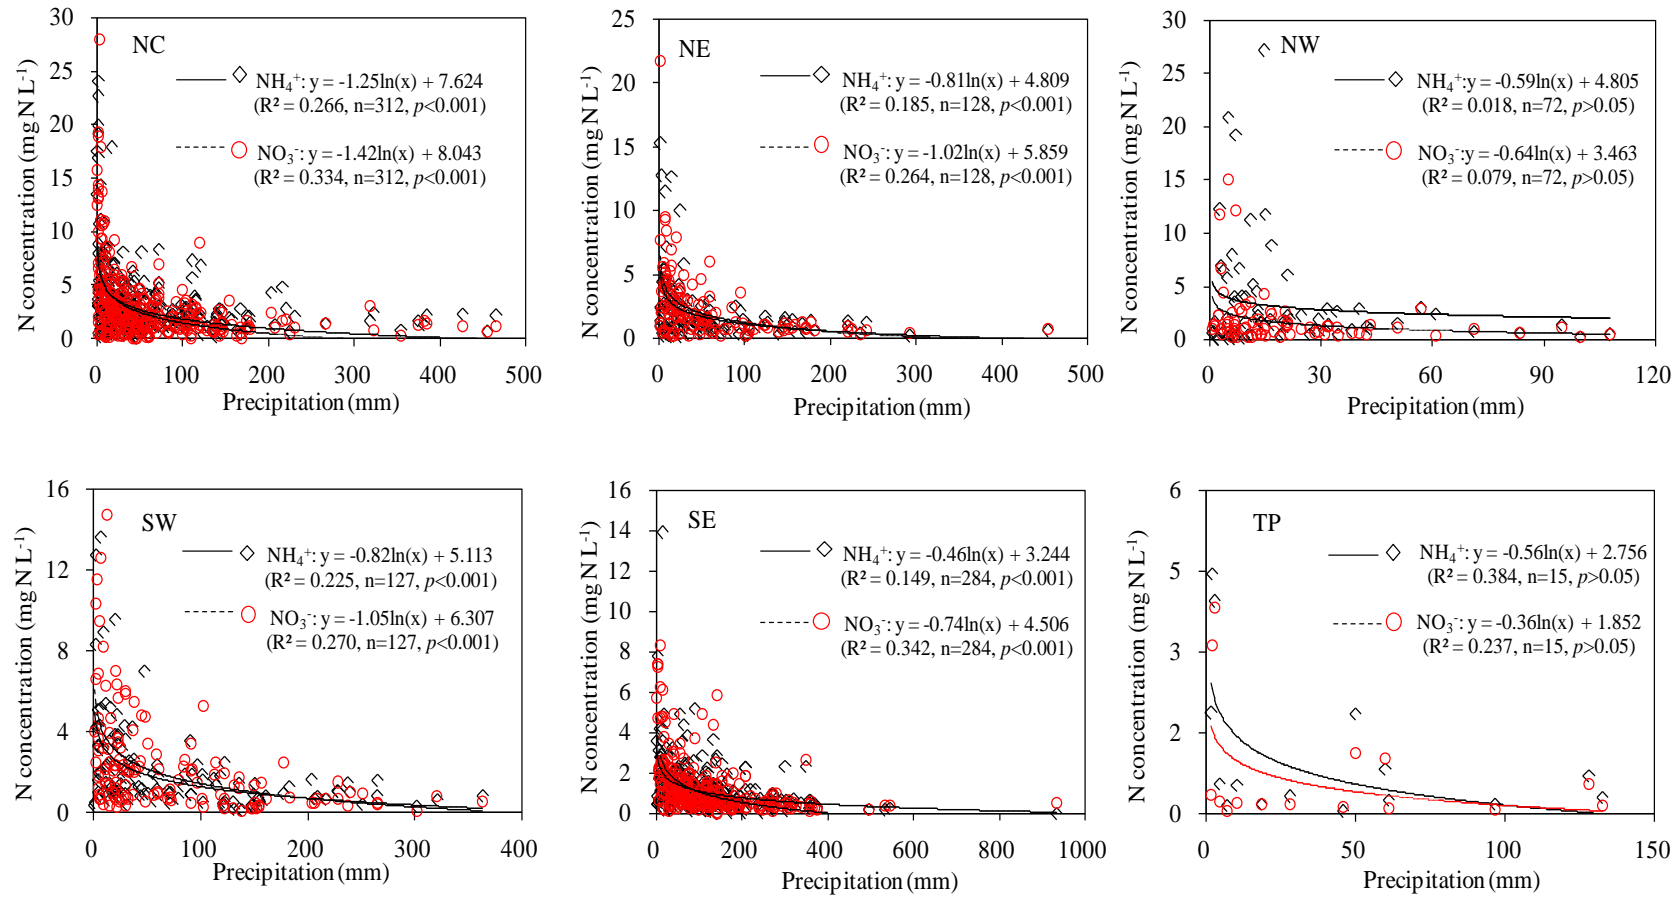 NC
NH₄⁺: y = -1.25ln(x) + 7.624
(R² = 0.266, n=312, p<0.001)
NO₃⁻: y = -1.42ln(x) + 8.043
(R² = 0.334, n=312, p<0.001)
N concentration (mg N L⁻¹)
30
25
20
15
10
5
0
0 100 200 300 400 500
Precipitation (mm)
NE
NH₄⁺: y = -0.81ln(x) + 4.809
(R² = 0.185, n=128, p<0.001)
NO₃⁻: y = -1.02ln(x) + 5.859
(R² = 0.264, n=128, p<0.001)
N concentration (mg N L⁻¹)
25
20
15
10
5
0
0 100 200 300 400 500
Precipitation (mm)
NW
NH₄⁺: y = -0.59ln(x) + 4.805
(R² = 0.018, n=72, p>0.05)
NO₃⁻: y = -0.64ln(x) + 3.463
(R² = 0.079, n=72, p>0.05)
N concentration (mg N L⁻¹)
30
25
20
15
10
5
0
0 30 60 90 120
Precipitation (mm)
SW
NH₄⁺: y = -0.82ln(x) + 5.113
(R² = 0.225, n=127, p<0.001)
NO₃⁻: y = -1.05ln(x) + 6.307
(R² = 0.270, n=127, p<0.001)
N concentration (mg N L⁻¹)
16
12
8
4
0
0 100 200 300 400
Precipitation (mm)
SE
NH₄⁺: y = -0.46ln(x) + 3.244
(R² = 0.149, n=284, p<0.001)
NO₃⁻: y = -0.74ln(x) + 4.506
(R² = 0.342, n=284, p<0.001)
N concentration (mg N L⁻¹)
16
14
12
10
8
6
4
2
0
0 200 400 600 800 1000
Precipitation (mm)
TP
NH₄⁺: y = -0.56ln(x) + 2.756
(R² = 0.384, n=15, p>0.05)
NO₃⁻: y = -0.36ln(x) + 1.852
(R² = 0.237, n=15, p>0.05)
N concentration (mg N L⁻¹)
6
5
3
2
0
0 50 100 150
Precipitation (mm)